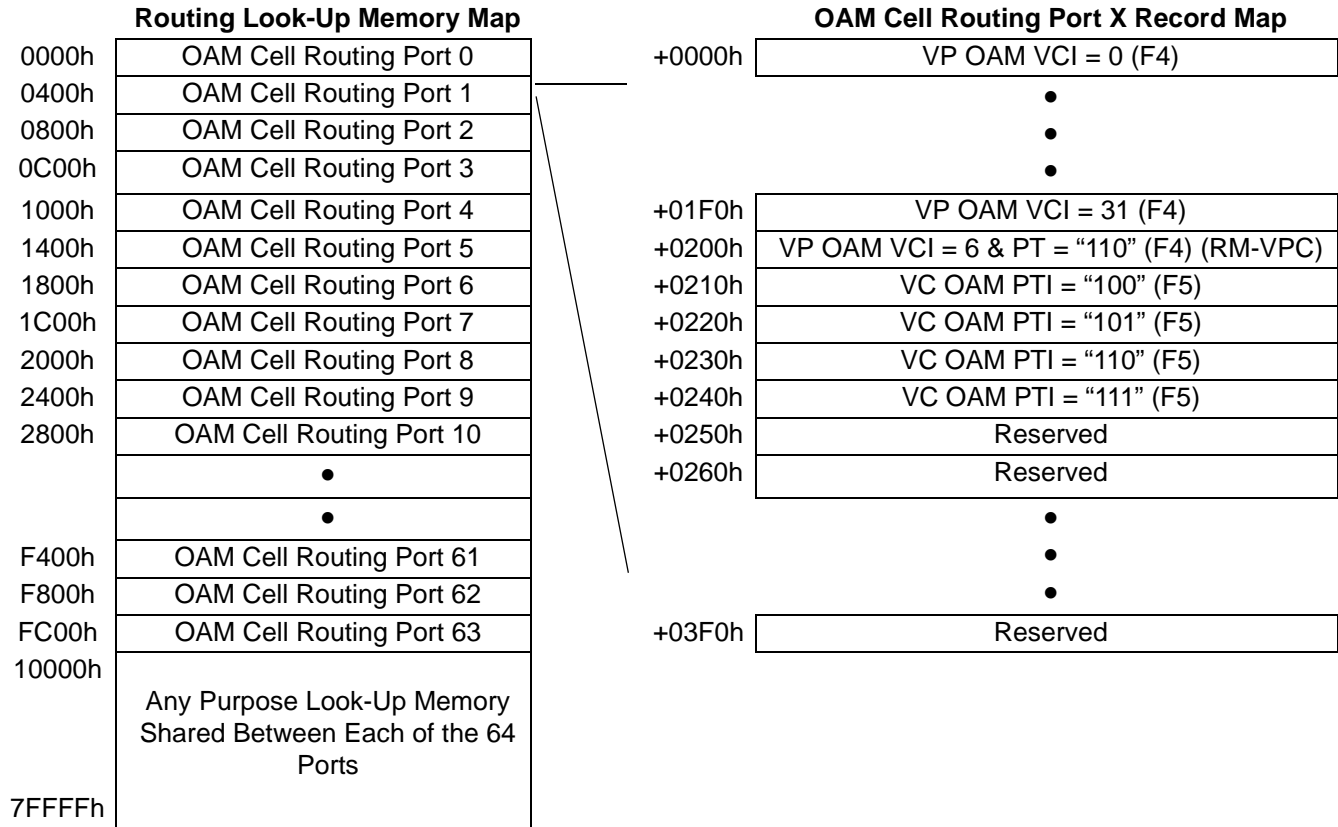 Routing Look-Up Memory Map
0000h OAM Cell Routing Port 0
0400h OAM Cell Routing Port 1
0800h OAM Cell Routing Port 2
0C00h OAM Cell Routing Port 3
1000h OAM Cell Routing Port 4
1400h OAM Cell Routing Port 5
1800h OAM Cell Routing Port 6
1C00h OAM Cell Routing Port 7
2000h OAM Cell Routing Port 8
2400h OAM Cell Routing Port 9
2800h OAM Cell Routing Port 10
•
•
F400h OAM Cell Routing Port 61
F800h OAM Cell Routing Port 62
FC00h OAM Cell Routing Port 63
10000h
Any Purpose Look-Up Memory
Shared Between Each of the 64
Ports
7FFFFh
OAM Cell Routing Port X Record Map
+0000h VP OAM VCI = 0 (F4)
•
•
•
+01F0h VP OAM VCI = 31 (F4)
+0200h VP OAM VCI = 6 & PT = “110” (F4) (RM-VPC)
+0210h VC OAM PTI = “100” (F5)
+0220h VC OAM PTI = “101” (F5)
+0230h VC OAM PTI = “110” (F5)
+0240h VC OAM PTI = “111” (F5)
+0250h Reserved
+0260h Reserved
•
•
•
+03F0h Reserved